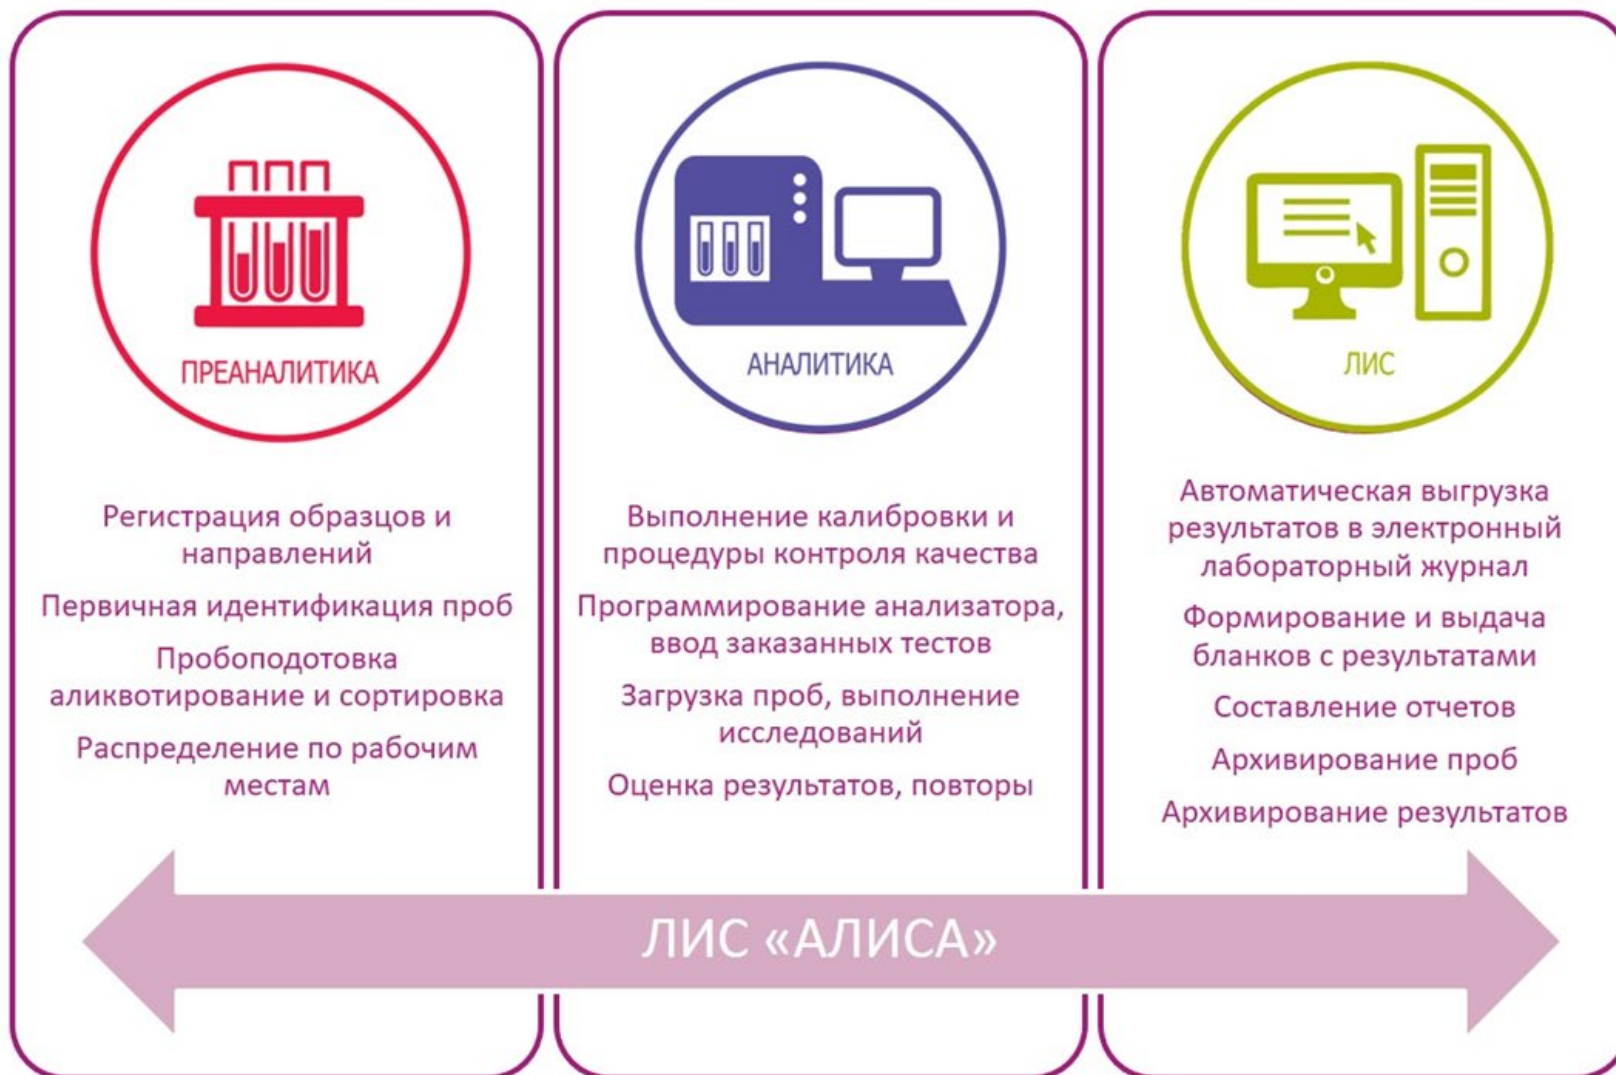 ПРЕАНАЛИТИКА
Регистрация образцов и
направлений
Первичная идентификация проб
Пробоподотовка
аликвотирование и сортировка
Распределение по рабочим
местам
АНАЛИТИКА
Выполнение калибровки и
процедуры контроля качества
Программирование анализатора,
ввод заказанных тестов
Загрузка проб, выполнение
исследований
Оценка результатов, повторы
ЛИС
Автоматическая выгрузка
результатов в электронный
лабораторный журнал
Формирование и выдача
бланков с результатами
Составление отчетов
Архивирование проб
Архивирование результатов
ЛИС «АЛИСА»